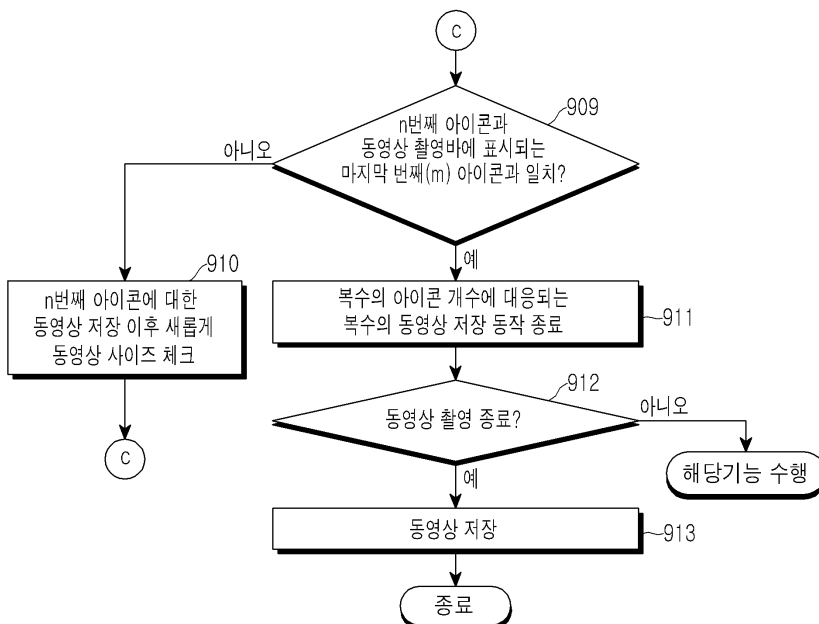 C
909
n번째 아이콘과
동영상 촬영바에 표시되는
마지막 번째(m) 아이콘과 일치?
아니오
예
910
n번째 아이콘에 대한
동영상 저장 이후 새롭게
동영상 사이즈 체크
C
복수의 아이콘 개수에 대응되는
복수의 동영상 저장 동작 종료
911
912
동영상 촬영 종료?
아니오
해당기능 수행
예
동영상 저장
913
종료